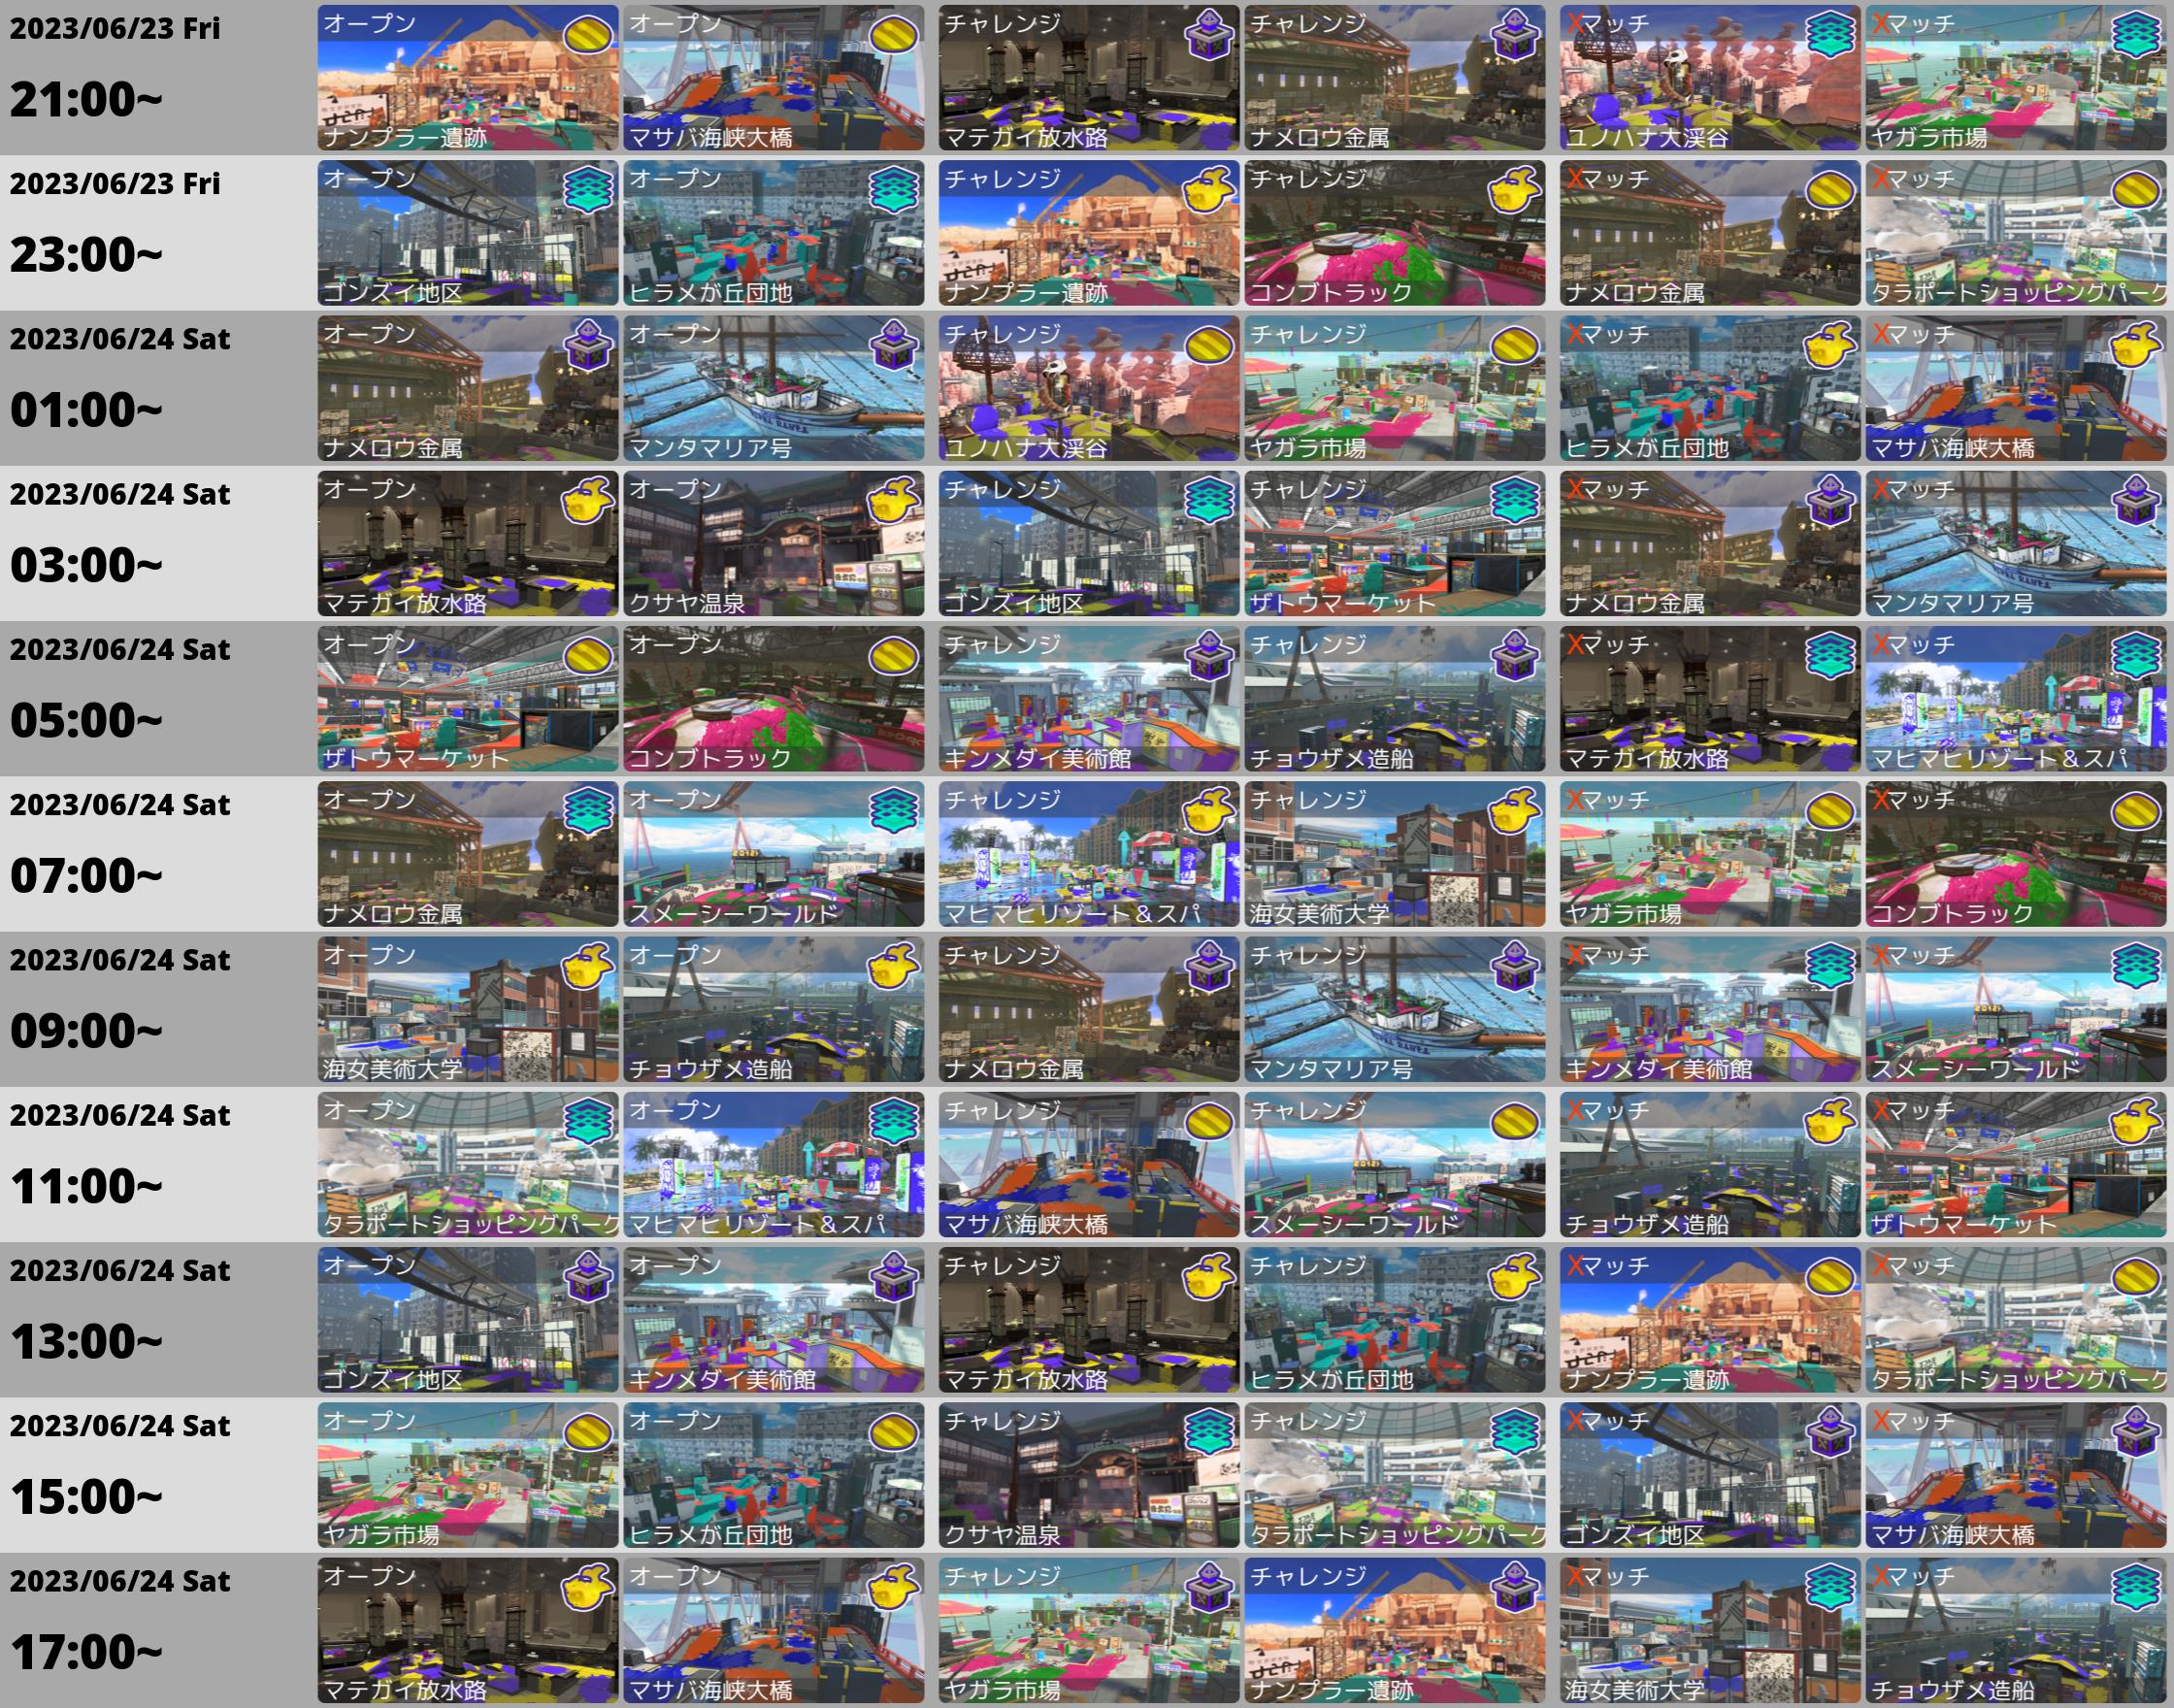 2023/06/23 Fri
21:00~
オープン
ナンプラー遺跡
オープン
マサバ海峡大橋
チャレンジ
マテガイ放水路
チャレンジ
ナメロウ金属
Xマッチ
ユノハナ大渓谷
Xマッチ
ヤガラ市場
2023/06/23 Fri
23:00~
オープン
ゴンズイ地区
オープン
ヒラメが丘団地
チャレンジ
ナンプラー遺跡
チャレンジ
コンブトラック
Xマッチ
ナメロウ金属
Xマッチ
タラポートショッピングパーク
2023/06/24 Sat
01:00~
オープン
ナメロウ金属
オープン
マンタマリア号
チャレンジ
ユノハナ大渓谷
チャレンジ
ヤガラ市場
Xマッチ
ヒラメが丘団地
Xマッチ
マサバ海峡大橋
2023/06/24 Sat
03:00~
オープン
マテガイ放水路
オープン
クサヤ温泉
チャレンジ
ゴンズイ地区
チャレンジ
ザトウマーケット
Xマッチ
ナメロウ金属
Xマッチ
マンタマリア号
2023/06/24 Sat
05:00~
オープン
ザトウマーケット
オープン
コンブトラック
チャレンジ
キンメダイ美術館
チャレンジ
チョウザメ造船
Xマッチ
マテガイ放水路
Xマッチ
マヒマヒリゾート&スパ
2023/06/24 Sat
07:00~
オープン
ナメロウ金属
オープン
スメーシーワールド
チャレンジ
マヒマヒリゾート&スパ
チャレンジ
海女美術大学
Xマッチ
ヤガラ市場
Xマッチ
コンブトラック
2023/06/24 Sat
09:00~
オープン
海女美術大学
オープン
チョウザメ造船
チャレンジ
ナメロウ金属
チャレンジ
マンタマリア号
Xマッチ
キンメダイ美術館
Xマッチ
スメーシーワールド
2023/06/24 Sat
11:00~
オープン
タラポートショッピングパーク
オープン
マヒマヒリゾート&スパ
チャレンジ
マサバ海峡大橋
チャレンジ
スメーシーワールド
Xマッチ
チョウザメ造船
Xマッチ
ザトウマーケット
2023/06/24 Sat
13:00~
オープン
ゴンズイ地区
オープン
キンメダイ美術館
チャレンジ
マテガイ放水路
チャレンジ
ヒラメが丘団地
Xマッチ
ナンプラー遺跡
Xマッチ
タラポートショッピングパーク
2023/06/24 Sat
15:00~
オープン
ヤガラ市場
オープン
ヒラメが丘団地
チャレンジ
クサヤ温泉
チャレンジ
タラポートショッピングパーク
Xマッチ
ゴンズイ地区
Xマッチ
マサバ海峡大橋
2023/06/24 Sat
17:00~
オープン
マテガイ放水路
オープン
マサバ海峡大橋
チャレンジ
ヤガラ市場
チャレンジ
ナンプラー遺跡
Xマッチ
海女美術大学
Xマッチ
チョウザメ造船